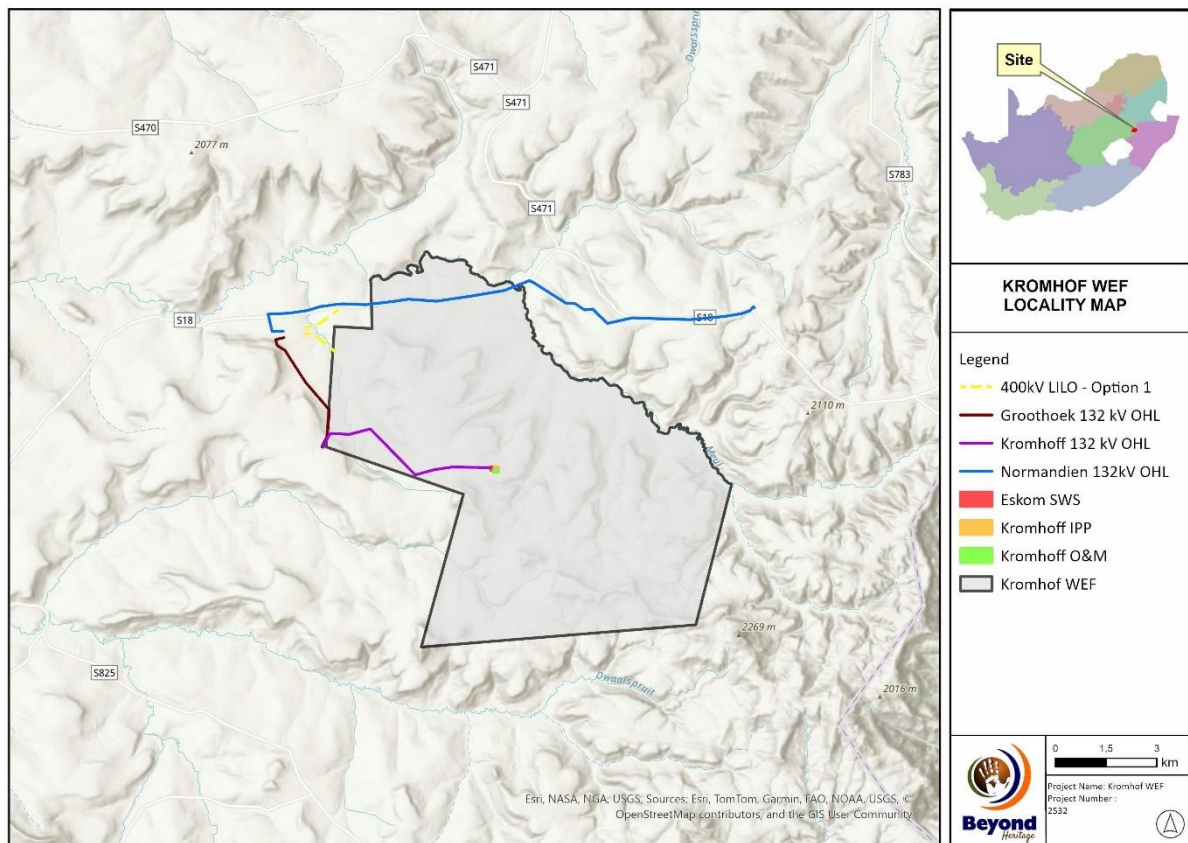 Dwarsspruit
S471
S471
S470
2077 m
S783
S471
S18
S18
2110 m
Meul
2269 m
Dwaalspruit
S825
2016 m
Esri, NASA, NGA, USGS, Sources: Esri, TomTom, Garmin, FAO, NOAA, USGS, ©
OpenStreetMap contributors, and the GIS User Community
Site
KROMHOF WEF
LOCALITY MAP
Legend
400kV LILO - Option 1
Groothoek 132 kV OHL
Kromhoff 132 kV OHL
Normandien 132kV OHL
Eskom SWS
Kromhoff IPP
Kromhoff O&M
Kromhof WEF
Beyond
Heritage
0 1,5 3
km
Project Name: Kromhof WEF
Project Number :
2532